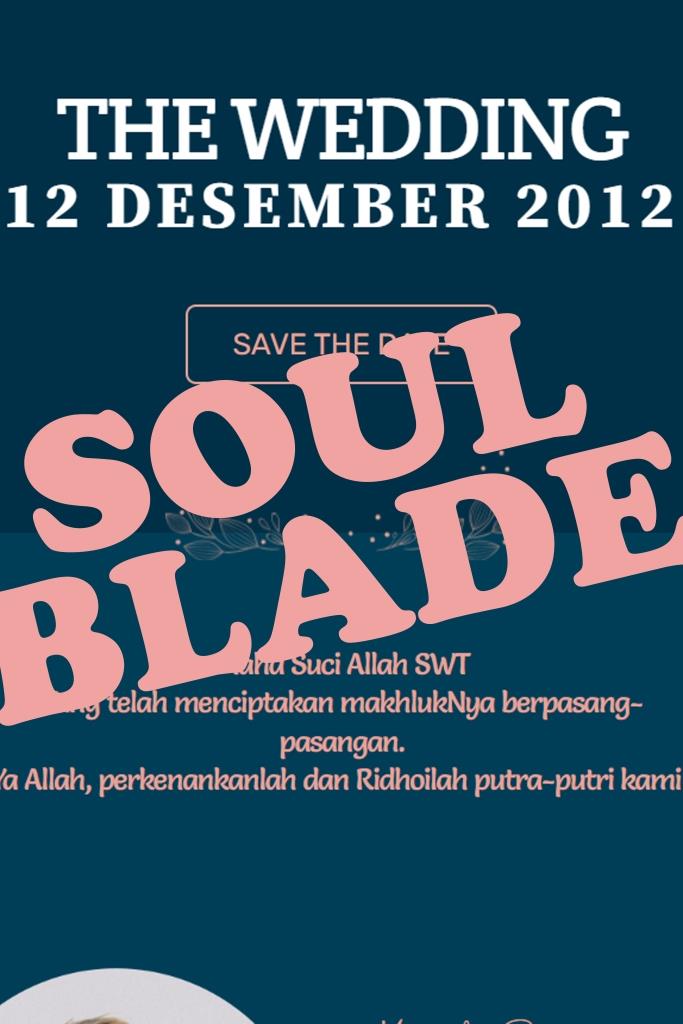 THE WEDDING
12 DESEMBER 2012
SAVE THE
SOUL
BLADE
Suci Allah SWT
telah menciptakan makhlukNya berpasang-
pasangan.
Ya Allah, perkenankanlah dan Ridhoilah putra-putri kami